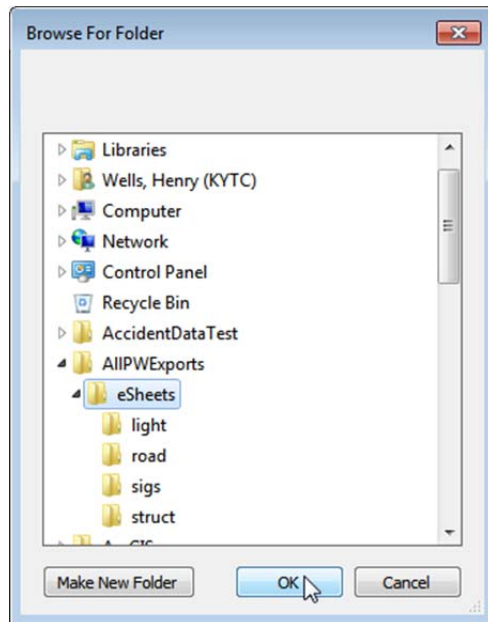 Browse For Folder
Libraries
Wells, Henry (KYTC)
Computer
Network
Control Panel
Recycle Bin
AccidentDataTest
AllPWExports
eSheets
light
road
sigs
struct
Make New Folder
OK
Cancel